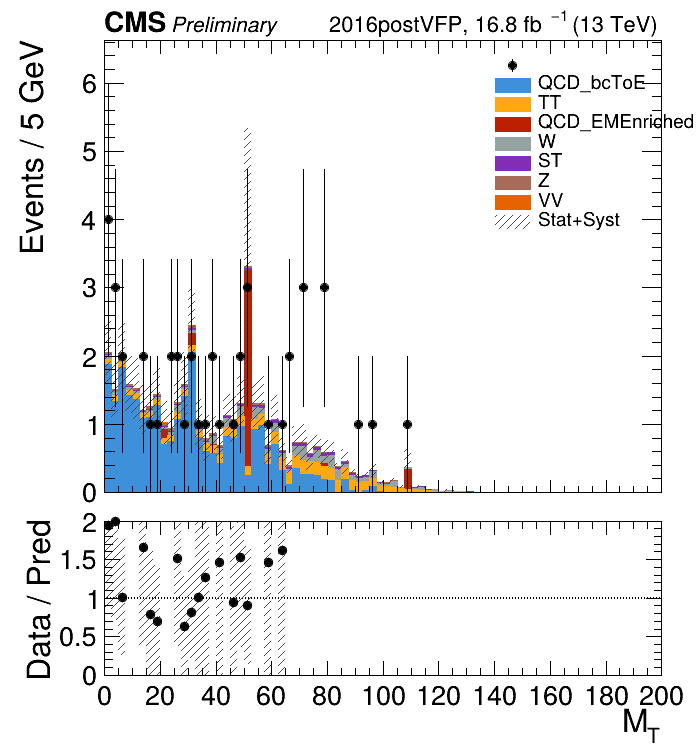 CMS Preliminary 2016postVFP, 16.8 fb⁻¹ (13 TeV)
Events / 5 GeV
6
5
4
3
2
1
0
QCD_bcToE
TT
QCD_EMEnriched
W
ST
Z
VV
Stat+Syst
Data / Pred
2
1.5
1
0.5
0
0 20 40 60 80 100 120 140 160 180 200
M_T